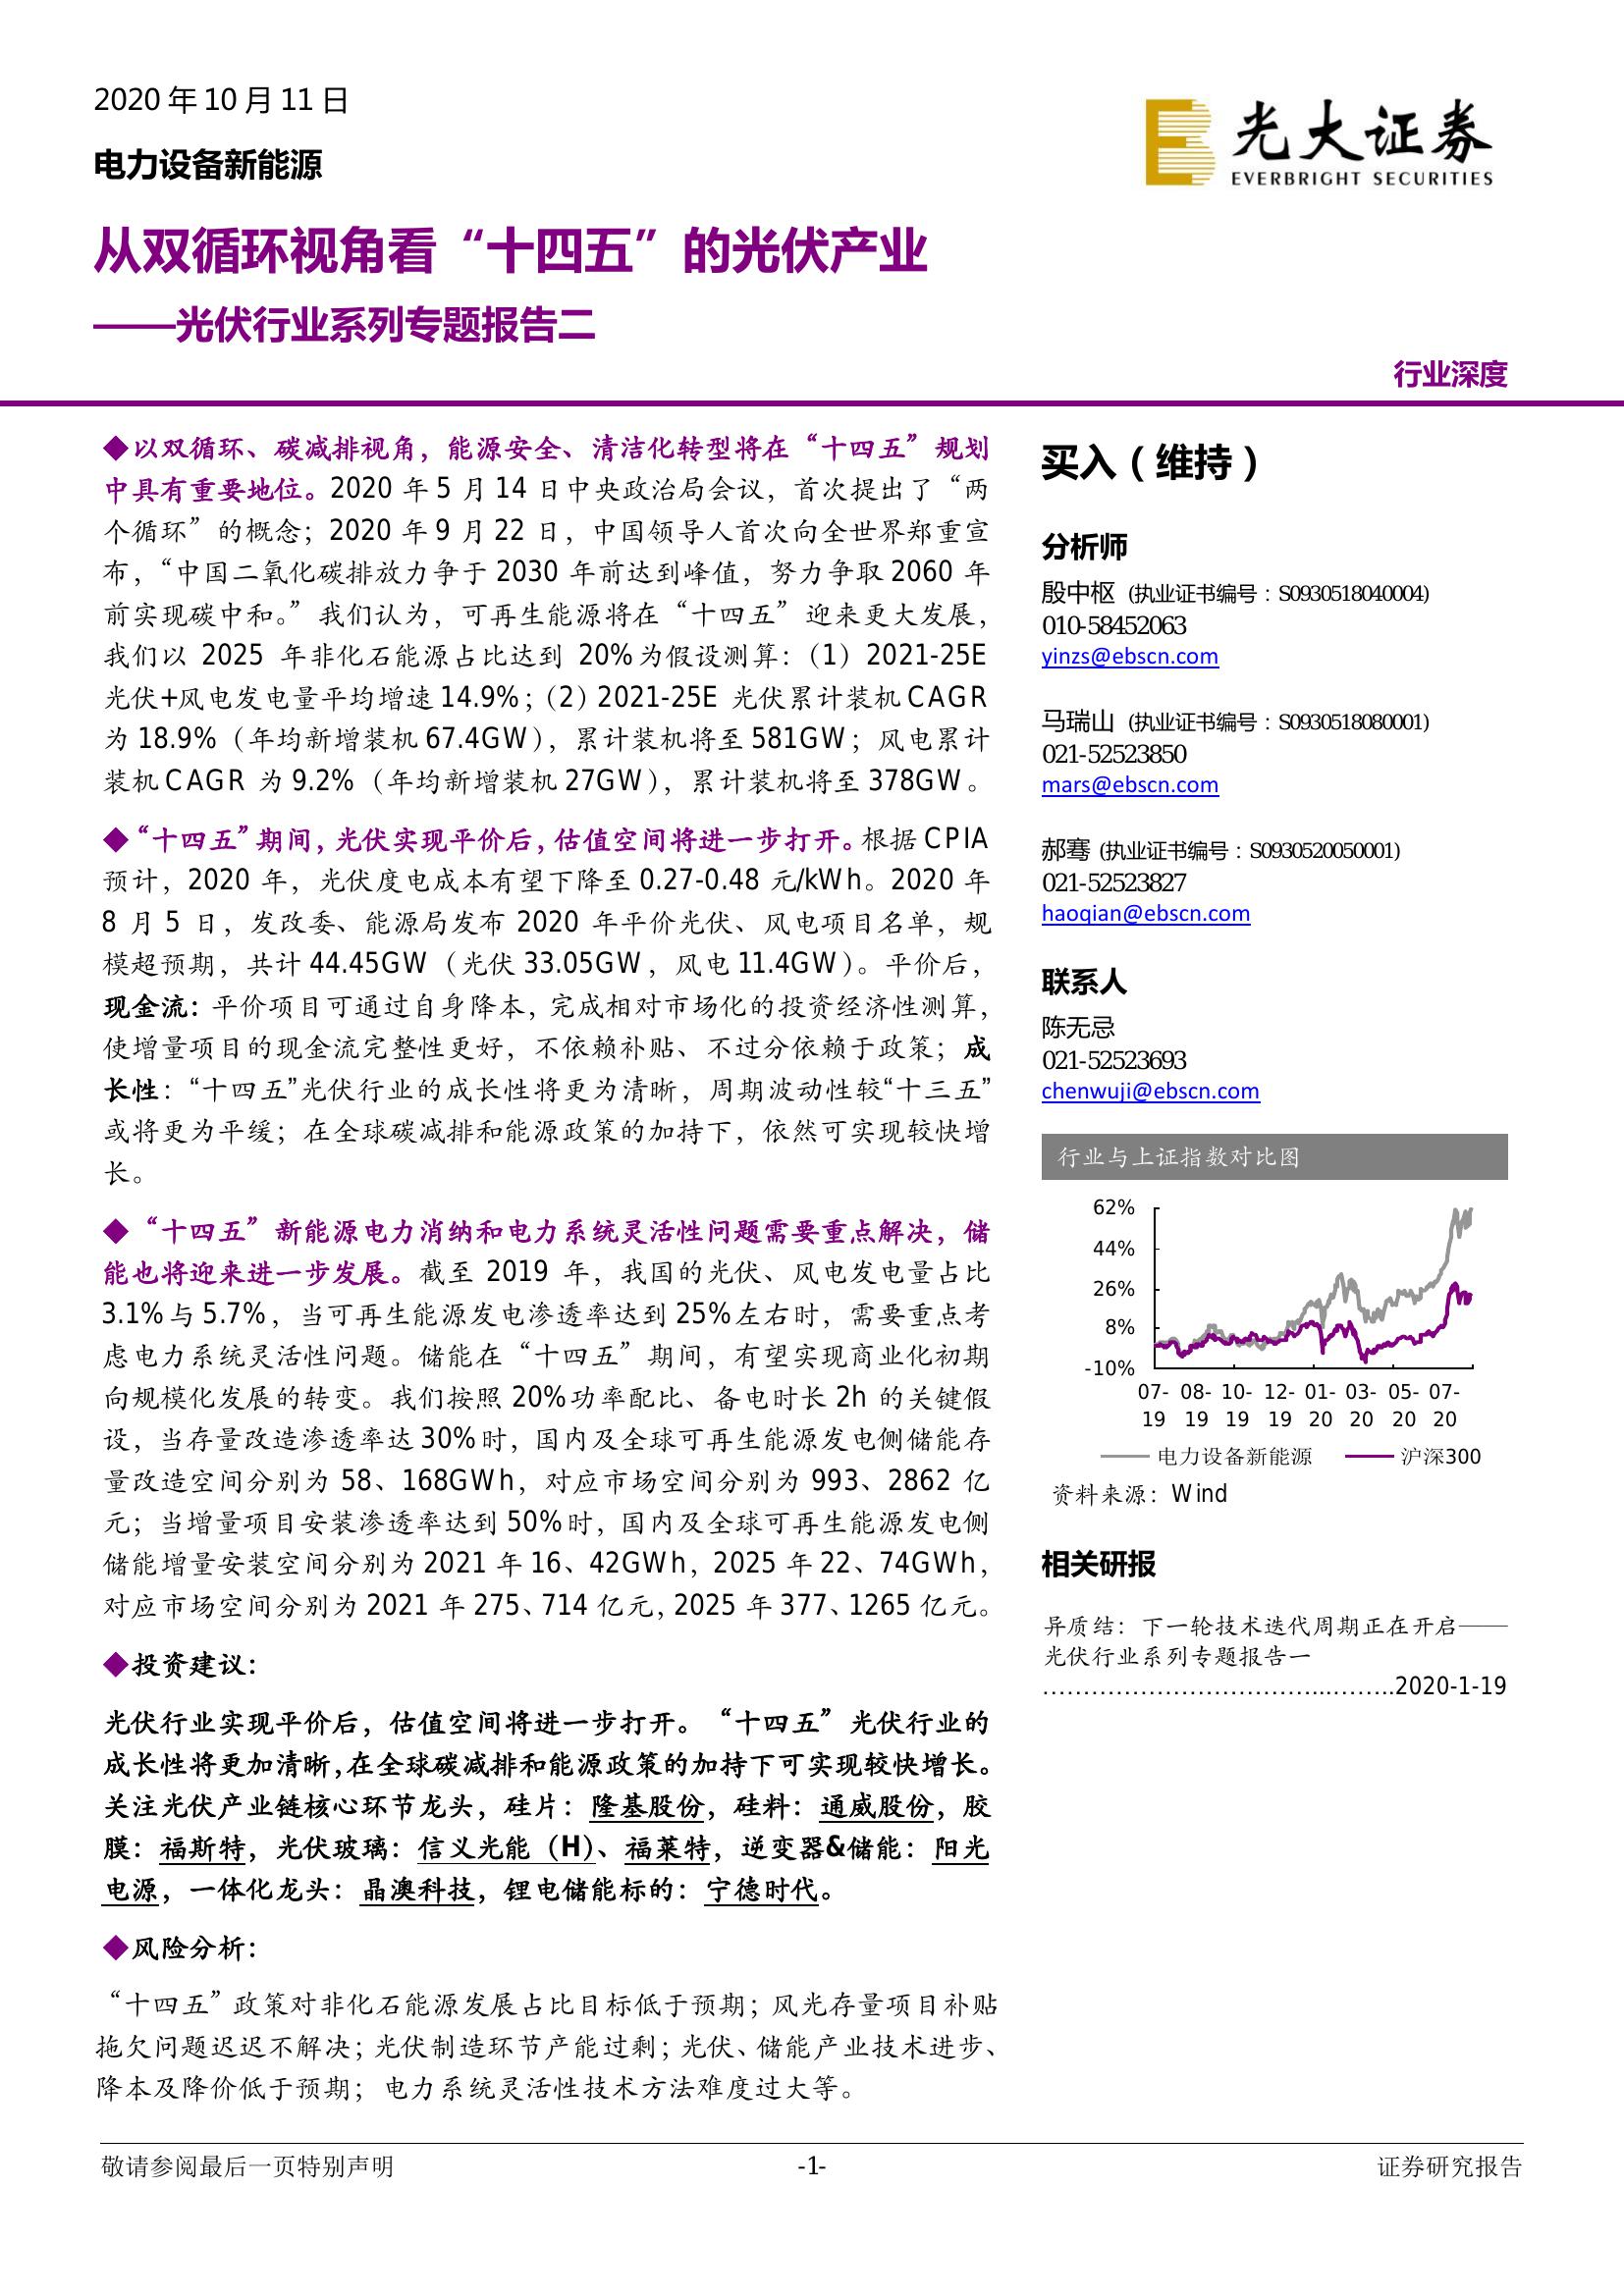 2020 年 10 月 11 日
电力设备新能源
光大证券
EVERBRIGHT SECURITIES
从双循环视角看“十四五”的光伏产业
——光伏行业系列专题报告二
行业深度
◆以双循环、碳减排视角，能源安全、清洁化转型将在“十四五”规划
中具有重要地位。2020 年 5 月 14 日中央政治局会议，首次提出了“两
个循环”的概念；2020 年 9 月 22 日，中国领导人首次向全世界郑重宣
布，“中国二氧化碳排放力争于 2030 年前达到峰值，努力争取 2060 年
前实现碳中和。”我们认为，可再生能源将在“十四五”迎来更大发展，
我们以 2025 年非化石能源占比达到 20%为假设测算：（1）2021-25E
光伏+风电发电量平均增速 14.9%；（2）2021-25E 光伏累计装机 CAGR
为 18.9%（年均新增装机 67.4GW），累计装机将至 581GW；风电累计
装机 CAGR 为 9.2%（年均新增装机 27GW），累计装机将至 378GW。
◆“十四五”期间，光伏实现平价后，估值空间将进一步打开。根据 CPIA
预计，2020 年，光伏度电成本有望下降至 0.27-0.48 元/kWh。2020 年
8 月 5 日，发改委、能源局发布 2020 年平价光伏、风电项目名单，规
模超预期，共计 44.45GW（光伏 33.05GW，风电 11.4GW）。平价后，
现金流：平价项目可通过自身降本，完成相对市场化的投资经济性测算，
使增量项目的现金流完整性更好，不依赖补贴、不过分依赖于政策；成
长性：“十四五”光伏行业的成长性将更为清晰，周期波动性较“十三五”
或将更为平缓；在全球碳减排和能源政策的加持下，依然可实现较快增
长。
◆“十四五”新能源电力消纳和电力系统灵活性问题需要重点解决，储
能也将迎来进一步发展。截至 2019 年，我国的光伏、风电发电量占比
3.1%与 5.7%，当可再生能源发电渗透率达到 25%左右时，需要重点考
虑电力系统灵活性问题。储能在“十四五”期间，有望实现商业化初期
向规模化发展的转变。我们按照 20%功率配比、备电时长 2h 的关键假
设，当存量改造渗透率达 30%时，国内及全球可再生能源发电侧储能存
量改造空间分别为 58、168GWh，对应市场空间分别为 993、2862 亿
元；当增量项目安装渗透率达到 50%时，国内及全球可再生能源发电侧
储能增量安装空间分别为 2021 年 16、42GWh，2025 年 22、74GWh，
对应市场空间分别为 2021 年 275、714 亿元，2025 年 377、1265 亿元。
◆投资建议：
光伏行业实现平价后，估值空间将进一步打开。“十四五”光伏行业的
成长性将更加清晰，在全球碳减排和能源政策的加持下可实现较快增长。
关注光伏产业链核心环节龙头，硅片：隆基股份，硅料：通威股份，胶
膜：福斯特，光伏玻璃：信义光能（H）、福莱特，逆变器&储能：阳光
电源，一体化龙头：晶澳科技，锂电储能标的：宁德时代。
◆风险分析：
“十四五”政策对非化石能源发展占比目标低于预期；风光存量项目补贴
拖欠问题迟迟不解决；光伏制造环节产能过剩；光伏、储能产业技术进步、
降本及降价低于预期；电力系统灵活性技术方法难度过大等。
买入（维持）
分析师
殷中枢 (执业证书编号：S0930518040004)
010-58452063
yinzs@ebscn.com
马瑞山 (执业证书编号：S0930518080001)
021-52523850
mars@ebscn.com
郝骞 (执业证书编号：S0930520050001)
021-52523827
haoqian@ebscn.com
联系人
陈无忌
021-52523693
chenwuji@ebscn.com
行业与上证指数对比图
62%
44%
26%
8%
-10%
07- 08- 10- 12- 01- 03- 05- 07-
19 19 19 19 20 20 20 20
电力设备新能源 沪深300
资料来源：Wind
相关研报
异质结：下一轮技术迭代周期正在开启——
光伏行业系列专题报告一
……………………………..……..2020-1-19
敬请参阅最后一页特别声明
-1-
证券研究报告